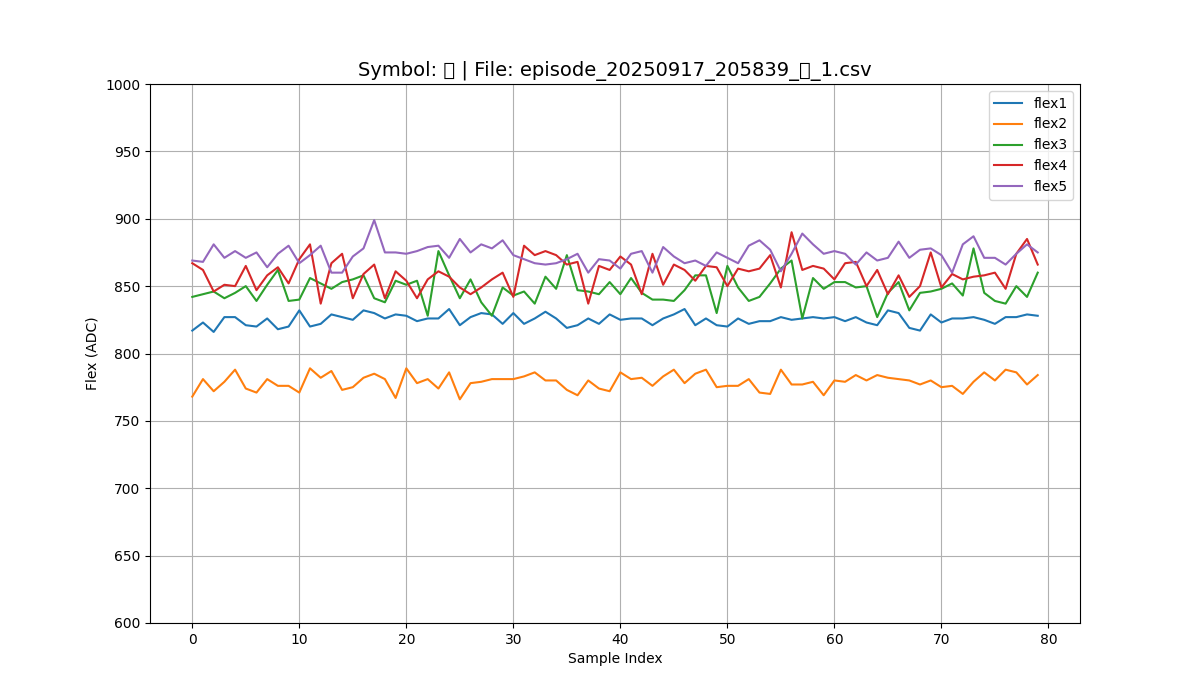 Symbol: ▯ | File: episode_20250917_205839_▯_1.csv
1000
950
900
850
800
750
700
650
600
Flex (ADC)
0 10 20 30 40 50 60 70 80
Sample Index
flex1
flex2
flex3
flex4
flex5